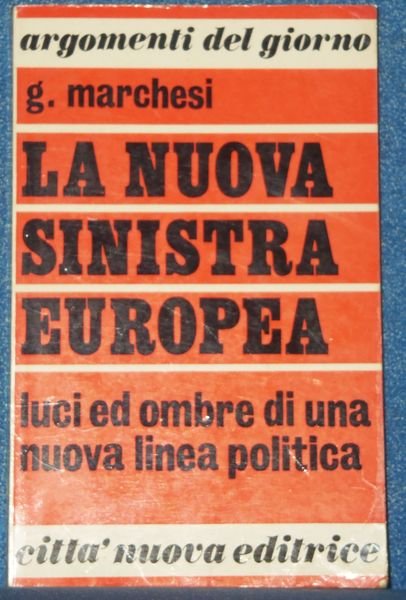 argomenti del giorno
g. marchesi
LA NUOVA
SINISTRA
EUROPEA
luci ed ombre di una
nuova linea politica
citta' nuova editrice